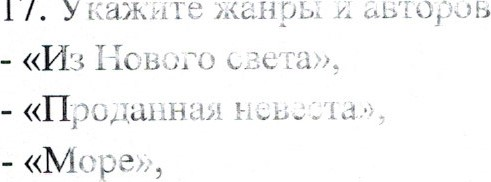 17. Укажите жанры и авторов
- «Из Нового света»,
- «Проданная невеста»,
- «Море»,